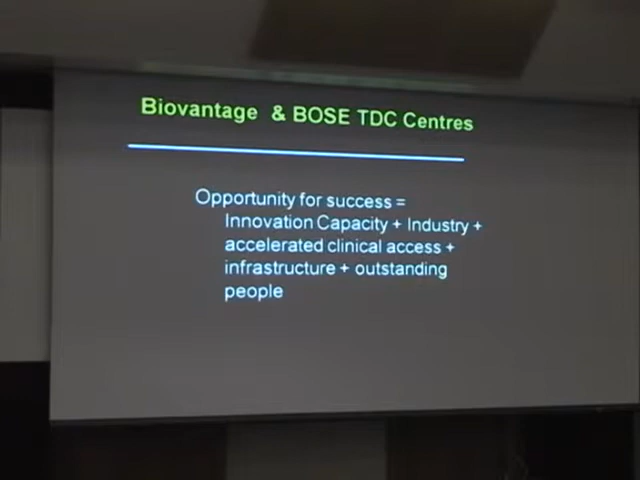 Biovantage & BOSE TDC Centres
Opportunity for success =
Innovation Capacity + Industry +
accelerated clinical access +
infrastructure + outstanding
people